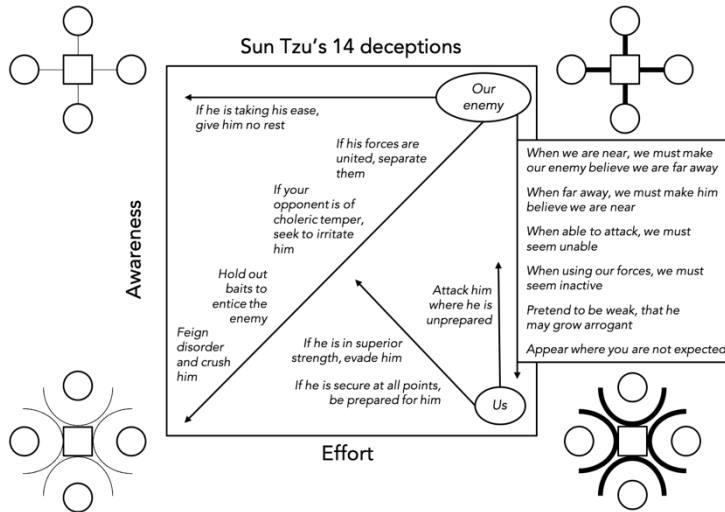 Sun Tzu's 14 deceptions
Our
enemy
If he is taking his ease,
give him no rest
If his forces are
united, separate
them
If your
opponent is of
choleric temper,
seek to irritate
him
Hold out
baits to
entice the
enemy
Feign
disorder
and crush
him
When we are near, we must make
our enemy believe we are far away
When far away, we must make him
believe we are near
When able to attack, we must
seem unable
When using our forces, we must
seem inactive
Pretend to be weak, that he
may grow arrogant
Appear where you are not expected
Attack him
where he is
unprepared
If he is in superior
strength, evade him
If he is secure at all points,
be prepared for him
Us
Awareness
Effort